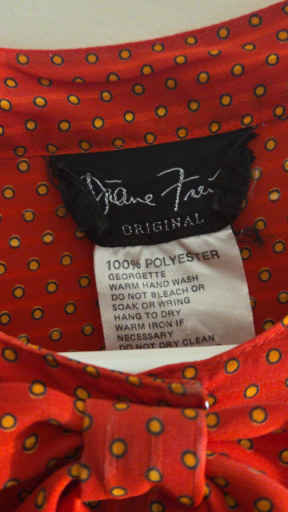 Diane Freis
ORIGINAL
100% POLYESTER
GEORGETTE
WARM HAND WASH
DO NOT BLEACH OR
SOAK OR WRING
HANG TO DRY
WARM IRON IF
NECESSARY
DO NOT DRY CLEAN